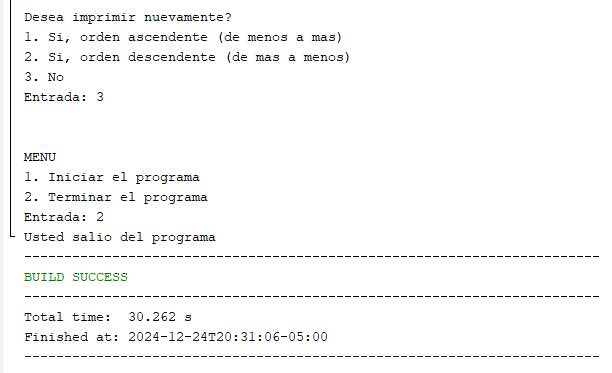 Desea imprimir nuevamente?
1. Si, orden ascendente (de menos a mas)
2. Si, orden descendente (de mas a menos)
3. No
Entrada: 3
MENU
1. Iniciar el programa
2. Terminar el programa
Entrada: 2
Usted salio del programa
------------------------------------------------------------------------
BUILD SUCCESS
------------------------------------------------------------------------
Total time:  30.262 s
Finished at: 2024-12-24T20:31:06-05:00
------------------------------------------------------------------------